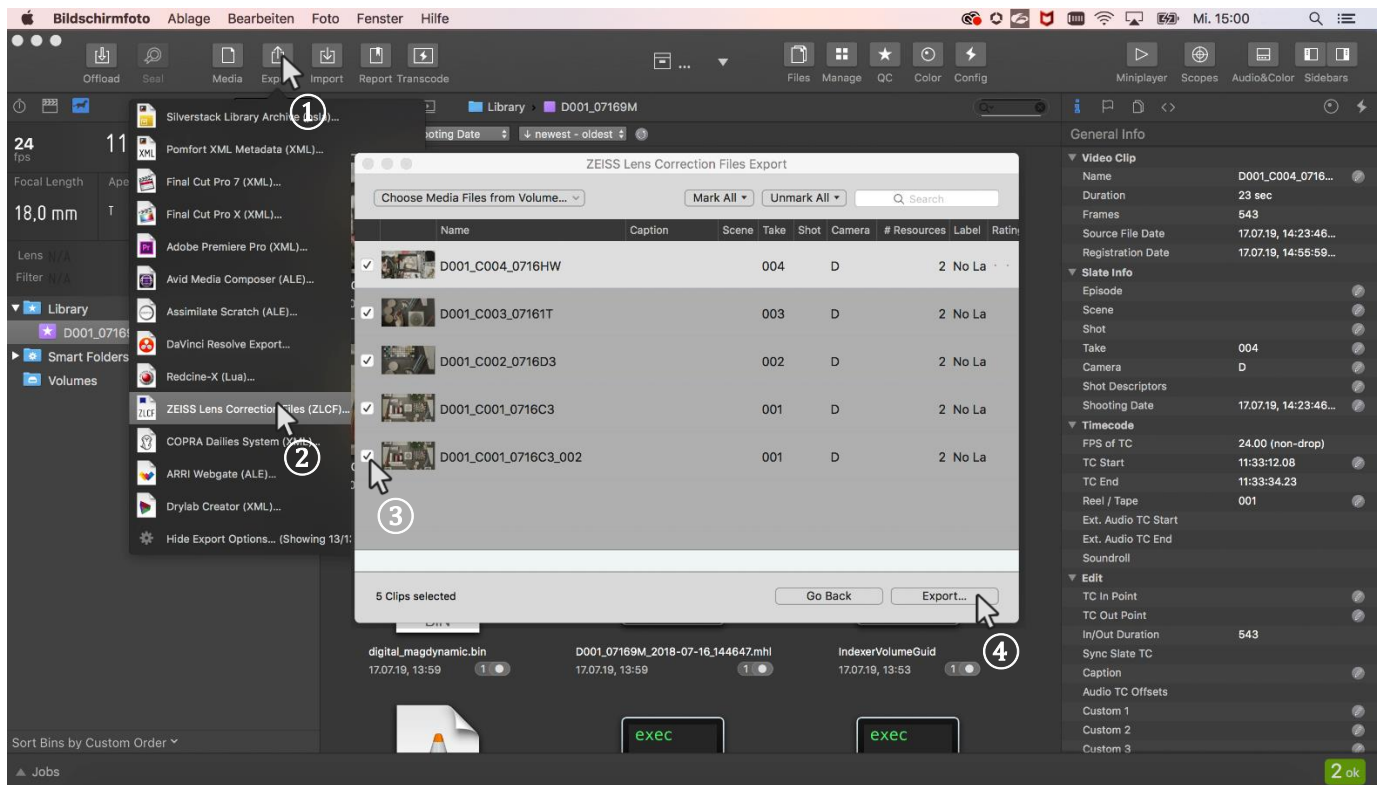 Bildschirmfoto Ablage Bearbeiten Foto Fenster Hilfe Mi. 15:00
Offload Seal Media Import Report Transcode ... Files Manage QC Color Config Miniplayer Scopes Audio&Color Sidebars
①
Library D001_07169M
Shooting Date ↓ newest - oldest
24
fps
11
Focal Length
18,0 mm T
Lens N/A
Filter N/A
Library
Smart Folders
Volumes
Silverstack Library Archive
Pomfort XML Metadata (XML)...
Final Cut Pro 7 (XML)...
Final Cut Pro X (XML)...
Adobe Premiere Pro (XML)...
Avid Media Composer (ALE)...
Assimilate Scratch (ALE)...
DaVinci Resolve Export...
Redcine-X (Lua)...
ZEISS Lens Correction Files (ZLCF)...
COPRA Dailies System (XML)...
②
ARRI Webgate (ALE)...
Drylab Creator (XML)...
Hide Export Options... (Showing 13/1
ZEISS Lens Correction Files Export
Choose Media Files from Volume... Mark All Unmark All Search
Name Caption Scene Take Shot Camera # Resources Label Rating
D001_C004_0716HW 004 D 2 No La
D001_C003_07161T 003 D 2 No La
D001_C002_0716D3 002 D 2 No La
D001_C001_0716C3 001 D 2 No La
D001_C001_0716C3_002 001 D 2 No La
③
5 Clips selected Go Back Export...
④
digital_magdynamic.bin D001_07169M_2018-07-16_144647.mhl IndexerVolumeGuid
17.07.19, 13:59 1 17.07.19, 13:59 1 17.07.19, 13:53 1
exec exec
General Info
Video Clip
Name D001_C004_0716...
Duration 23 sec
Frames 543
Source File Date 17.07.19, 14:23:46...
Registration Date 17.07.19, 14:55:59...
Slate Info
Episode
Scene
Shot
Take 004
Camera D
Shot Descriptors
Shooting Date 17.07.19, 14:23:46...
Timecode
FPS of TC 24.00 (non-drop)
TC Start 11:33:12.08
TC End 11:33:34.23
Reel / Tape 001
Ext. Audio TC Start
Ext. Audio TC End
Soundroll
Edit
TC In Point
TC Out Point
In/Out Duration 543
Sync Slate TC
Caption
Audio TC Offsets
Custom 1
Custom 2
Custom 3
Sort Bins by Custom Order
Jobs 2 ok